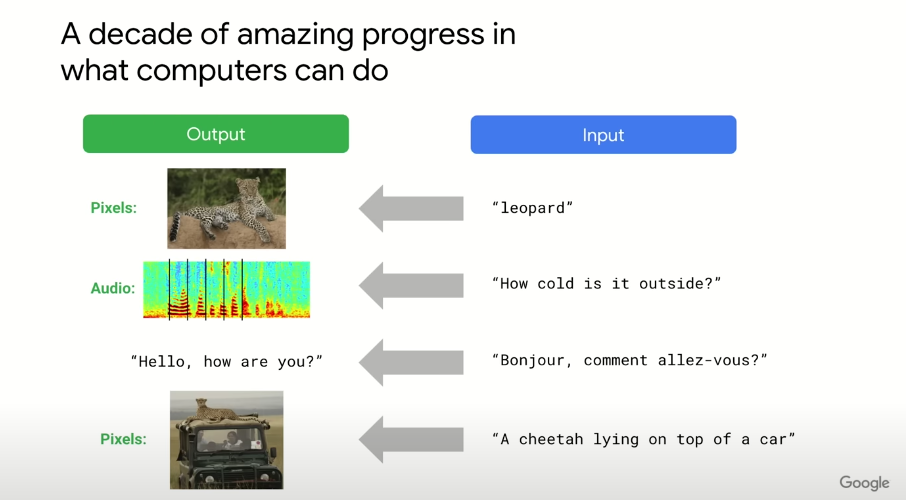 A decade of amazing progress in
what computers can do
Output
Input
Pixels:
“leopard”
Audio:
“How cold is it outside?”
“Hello, how are you?”
“Bonjour, comment allez-vous?”
Pixels:
“A cheetah lying on top of a car”
Google